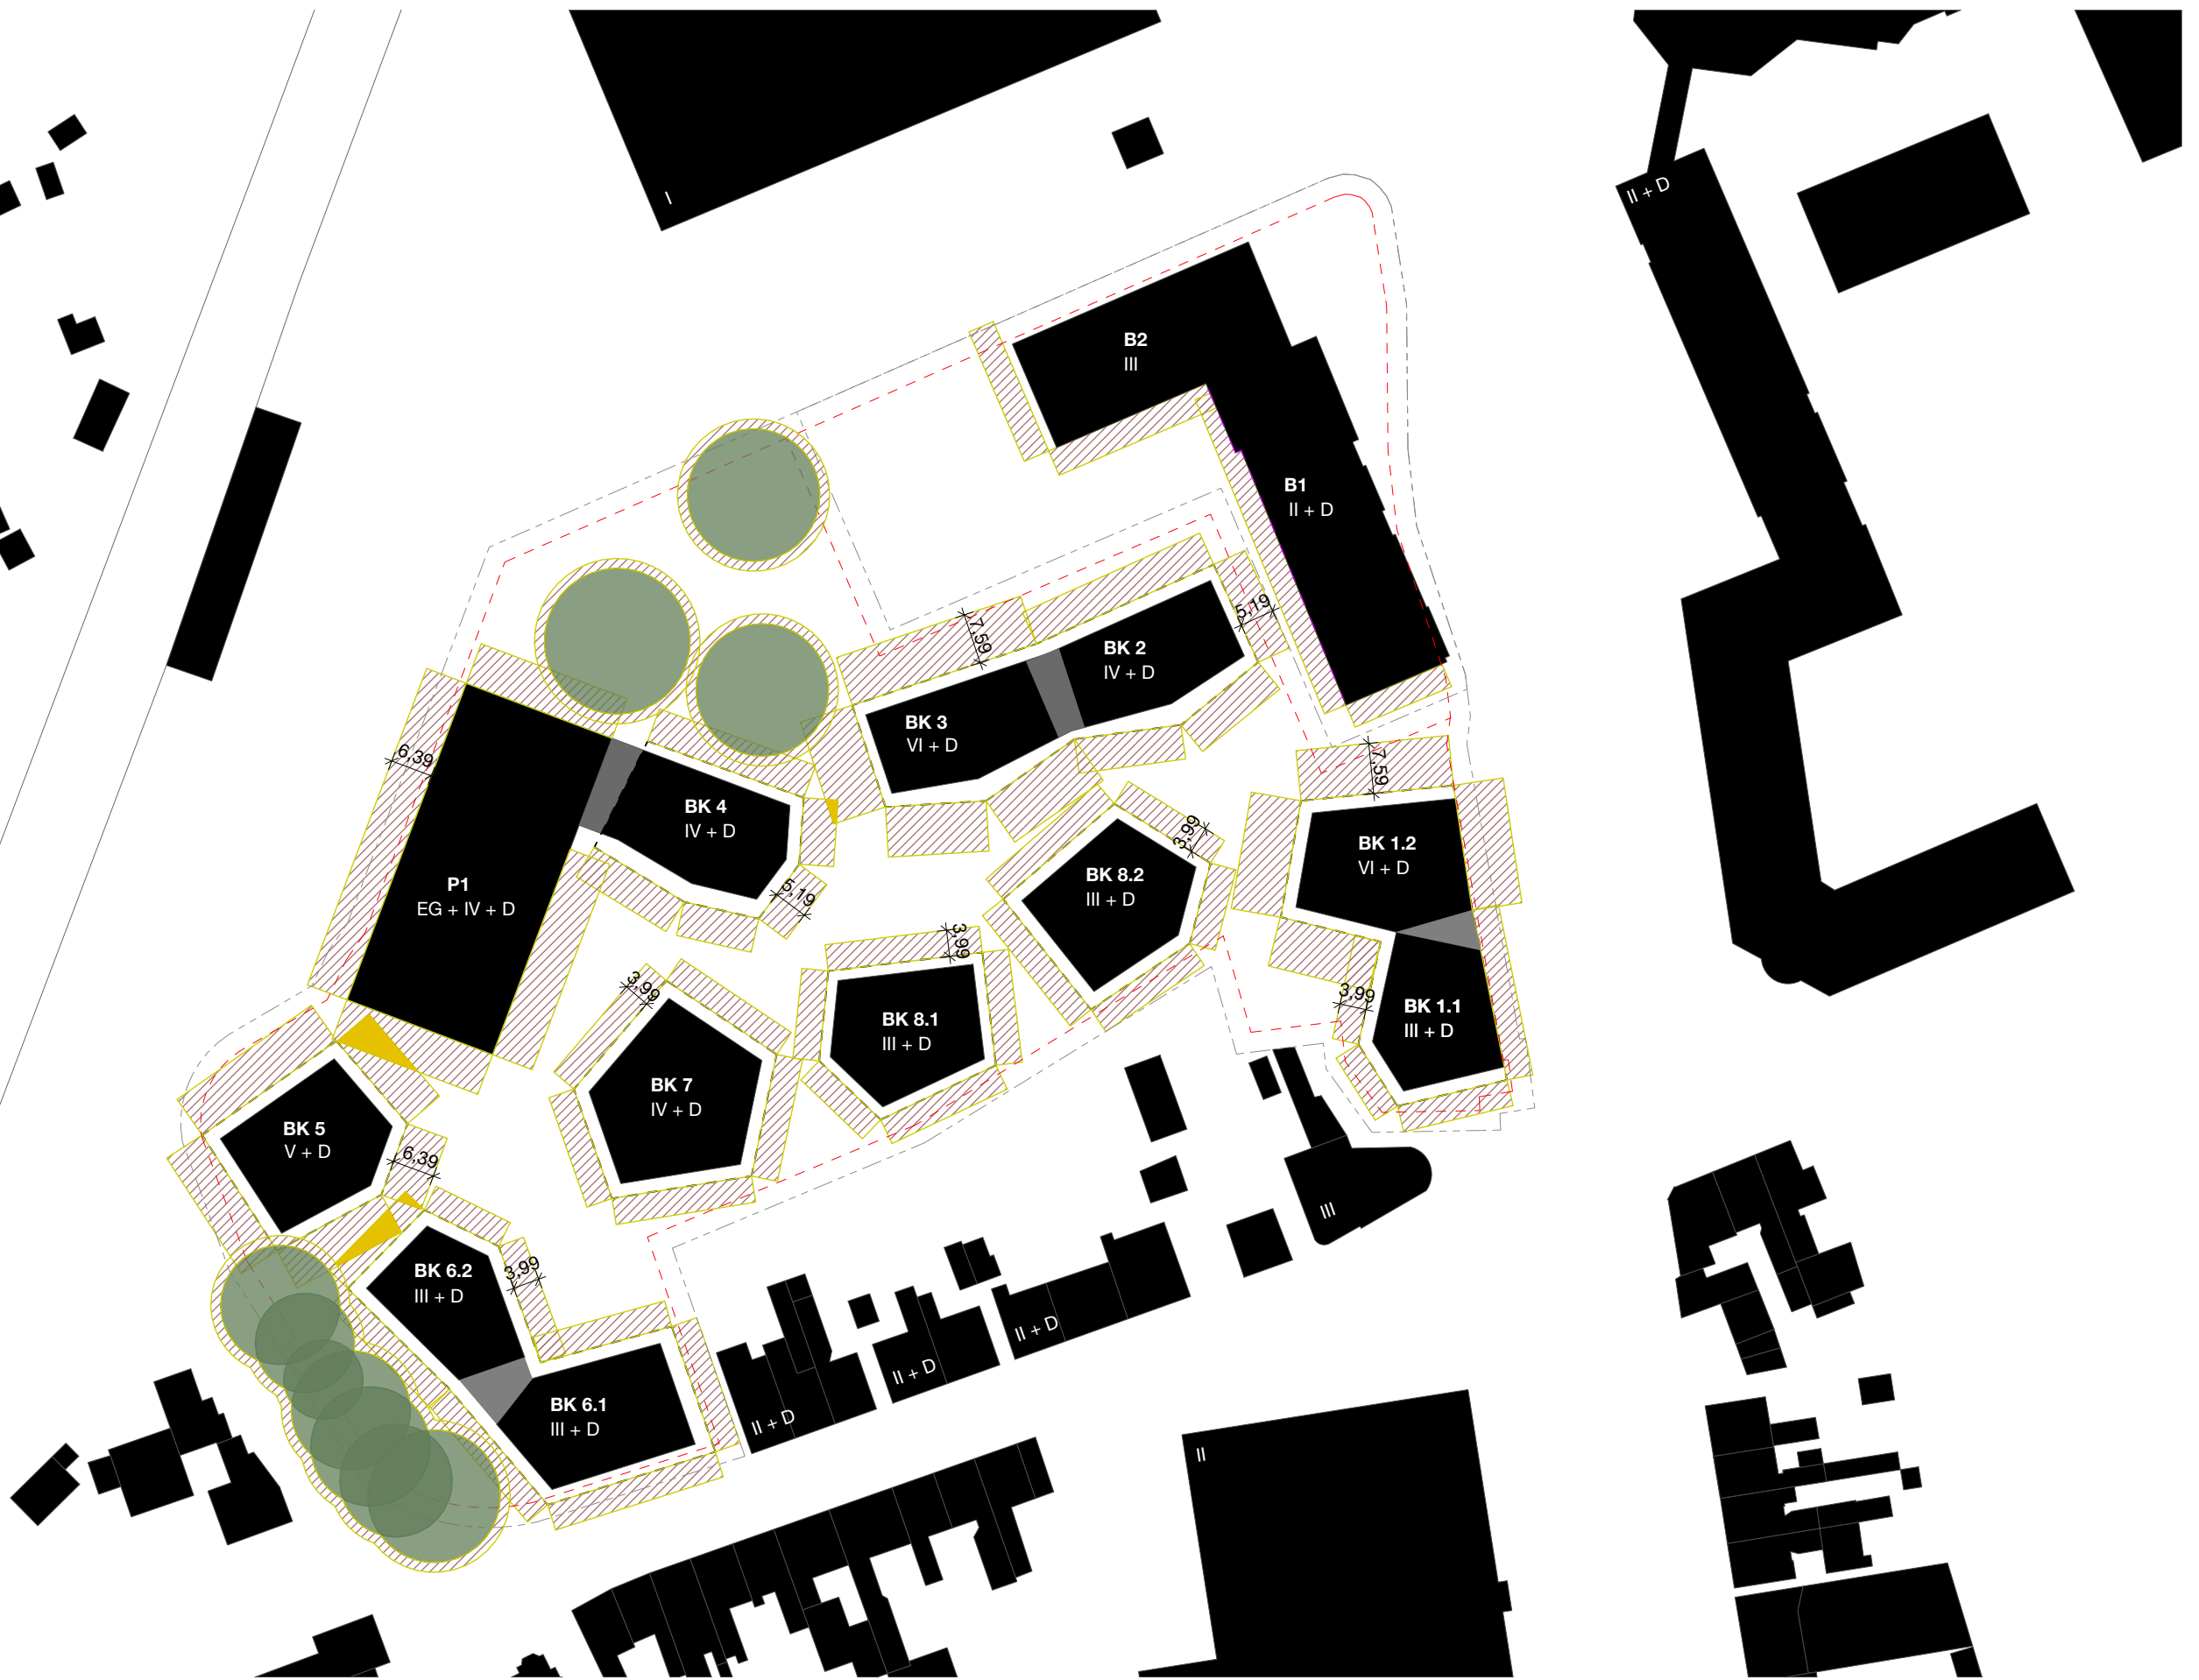 I
II + D
B2
III
B1
II + D
7,59
5,19
BK 2
IV + D
BK 3
VI + D
6,39
7,59
BK 4
IV + D
3,99
BK 1.2
VI + D
P1
EG + IV + D
BK 8.2
III + D
5,19
3,99
3,99
3,99
BK 1.1
III + D
BK 8.1
III + D
BK 7
IV + D
BK 5
V + D
6,39
III
BK 6.2
III + D
3,99
II + D
II + D
BK 6.1
III + D
II + D
II